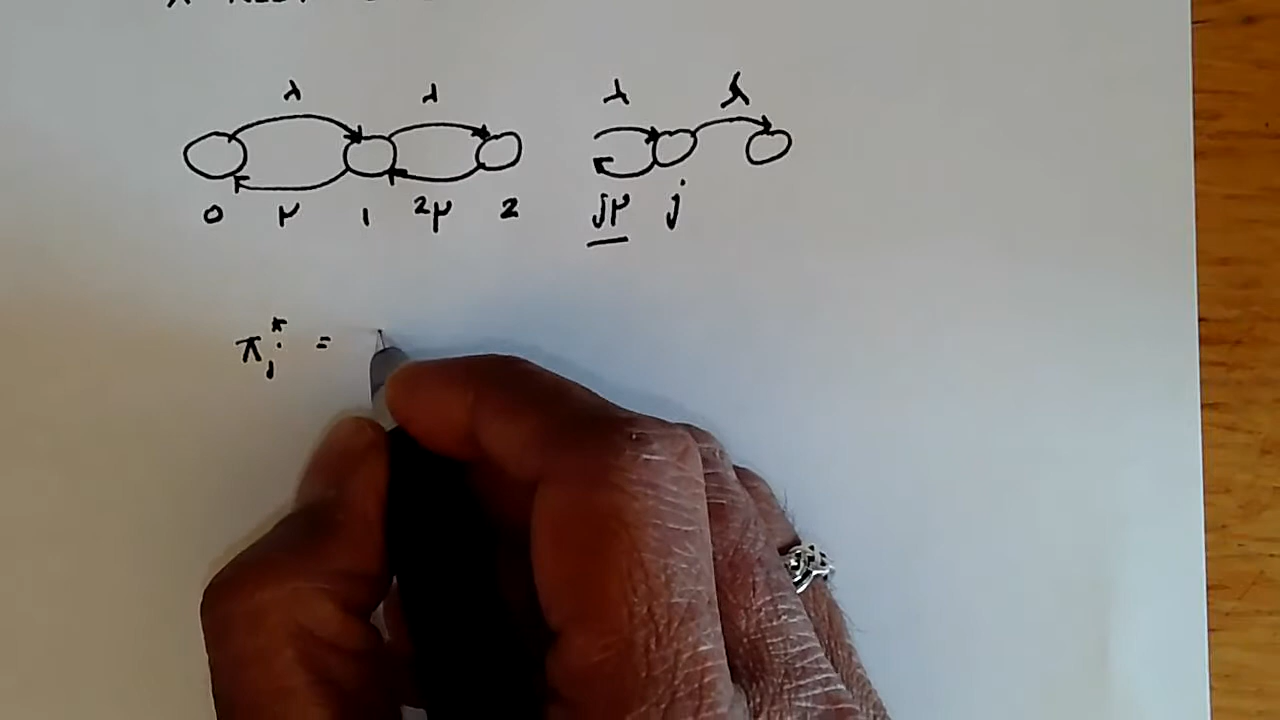 λ λ λ λ
0 μ 1 2μ 2 jμ j
π*j =